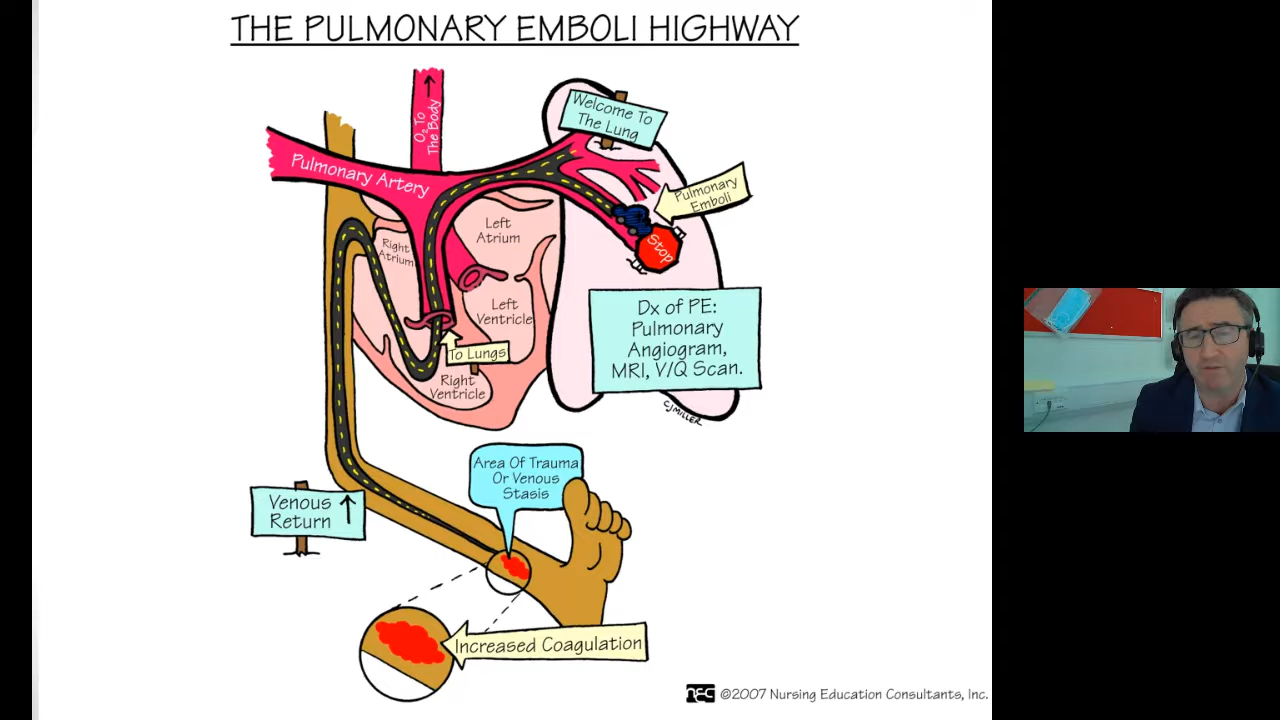 THE PULMONARY EMBOLI HIGHWAY
O₂ To
The Body
Welcome To
The Lung
Pulmonary Artery
Pulmonary
Emboli
Left
Atrium
Right
Atrium
Stop
Left
Ventricle
Dx of PE:
Pulmonary
Angiogram,
MRI, V/Q Scan.
To Lungs
Right
Ventricle
CJMILLER
Area Of Trauma
Or Venous
Stasis
Venous
Return
Increased Coagulation
nec ©2007 Nursing Education Consultants, Inc.